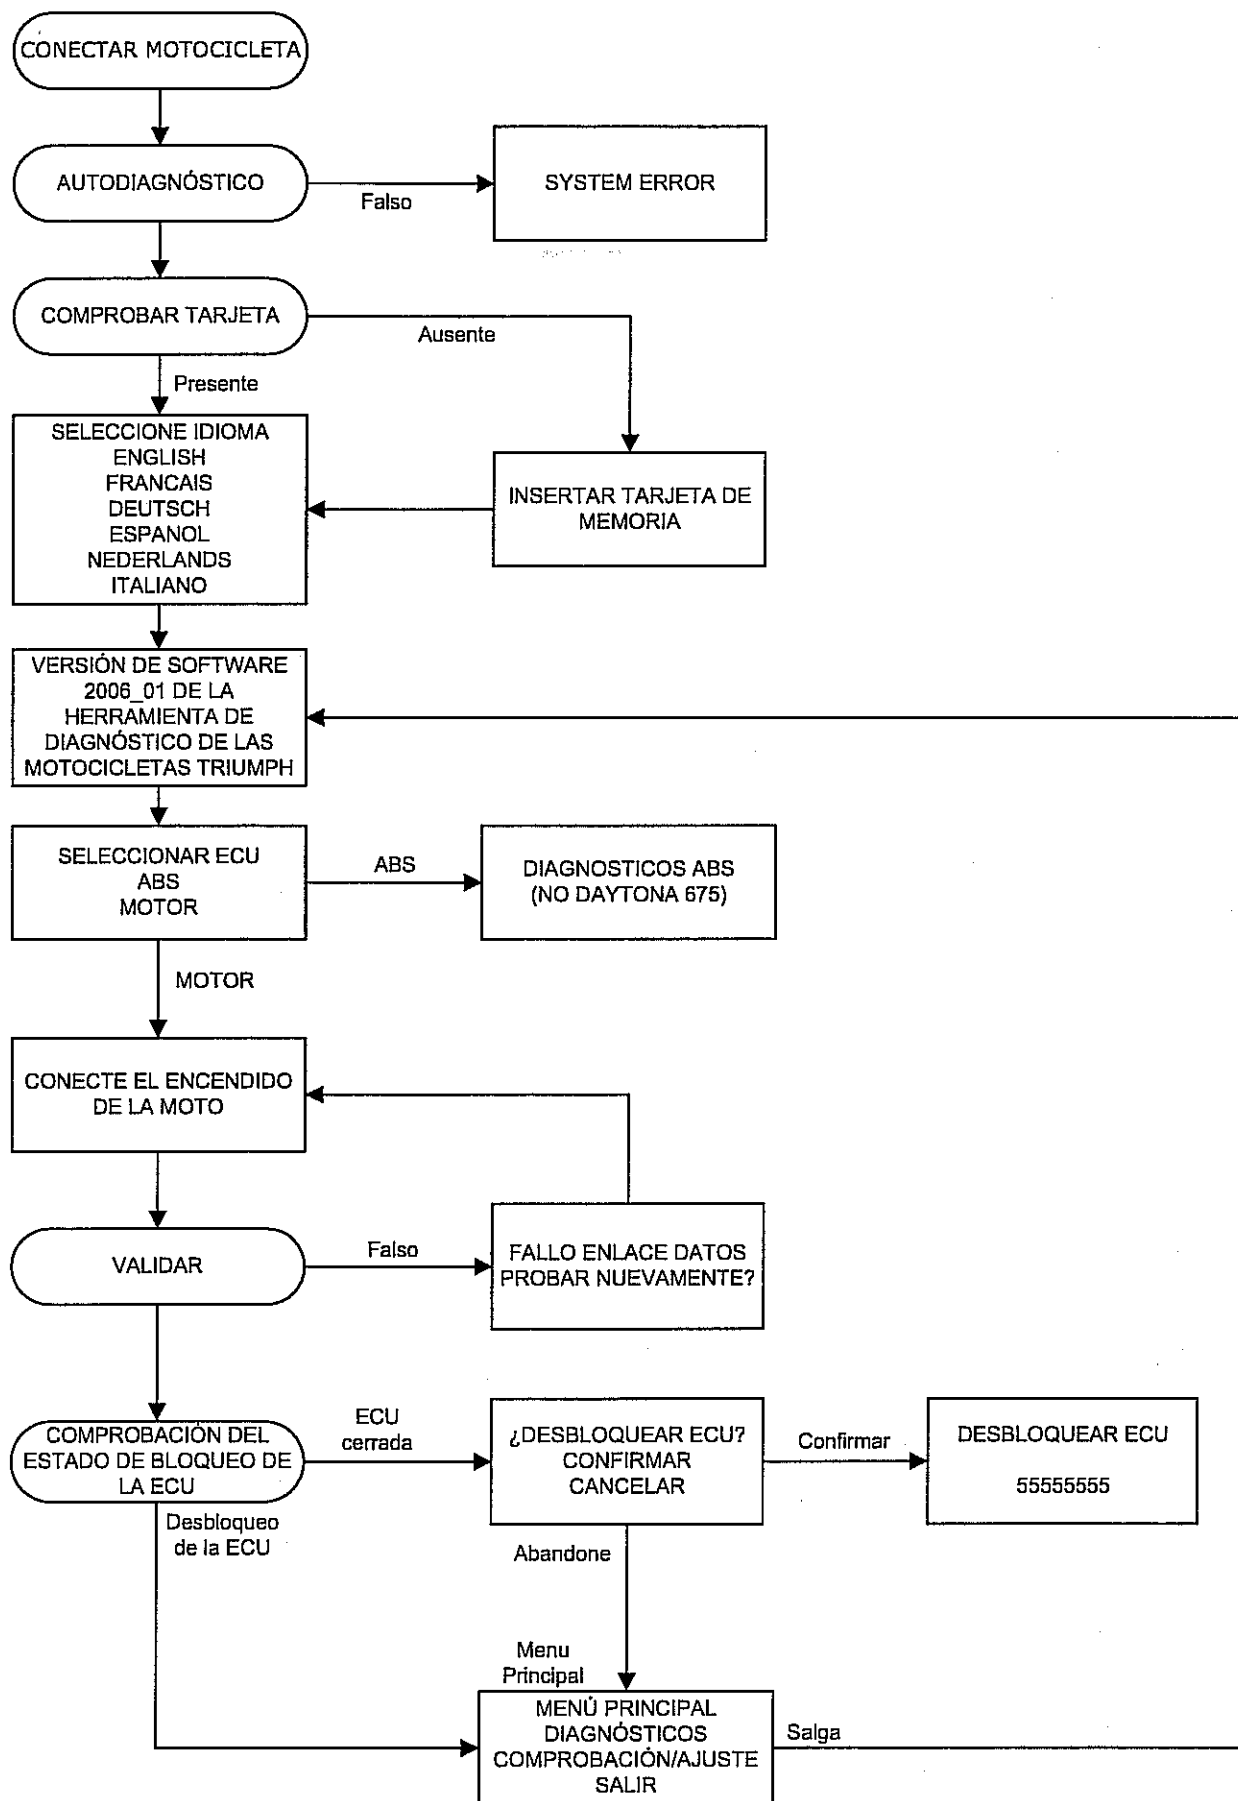 CONECTAR MOTOCICLETA
AUTODIAGNÓSTICO
Falso
SYSTEM ERROR
COMPROBAR TARJETA
Ausente
Presente
SELECCIONE IDIOMA
ENGLISH
FRANCAIS
DEUTSCH
ESPANOL
NEDERLANDS
ITALIANO
INSERTAR TARJETA DE
MEMORIA
VERSIÓN DE SOFTWARE
2006_01 DE LA
HERRAMIENTA DE
DIAGNÓSTICO DE LAS
MOTOCICLETAS TRIUMPH
SELECCIONAR ECU
ABS
MOTOR
ABS
DIAGNOSTICOS ABS
(NO DAYTONA 675)
MOTOR
CONECTE EL ENCENDIDO
DE LA MOTO
VALIDAR
Falso
FALLO ENLACE DATOS
PROBAR NUEVAMENTE?
COMPROBACIÓN DEL
ESTADO DE BLOQUEO DE
LA ECU
ECU
cerrada
¿DESBLOQUEAR ECU?
CONFIRMAR
CANCELAR
Confirmar
DESBLOQUEAR ECU
55555555
Desbloqueo
de la ECU
Abandone
Menu
Principal
MENÚ PRINCIPAL
DIAGNÓSTICOS
COMPROBACIÓN/AJUSTE
SALIR
Salga